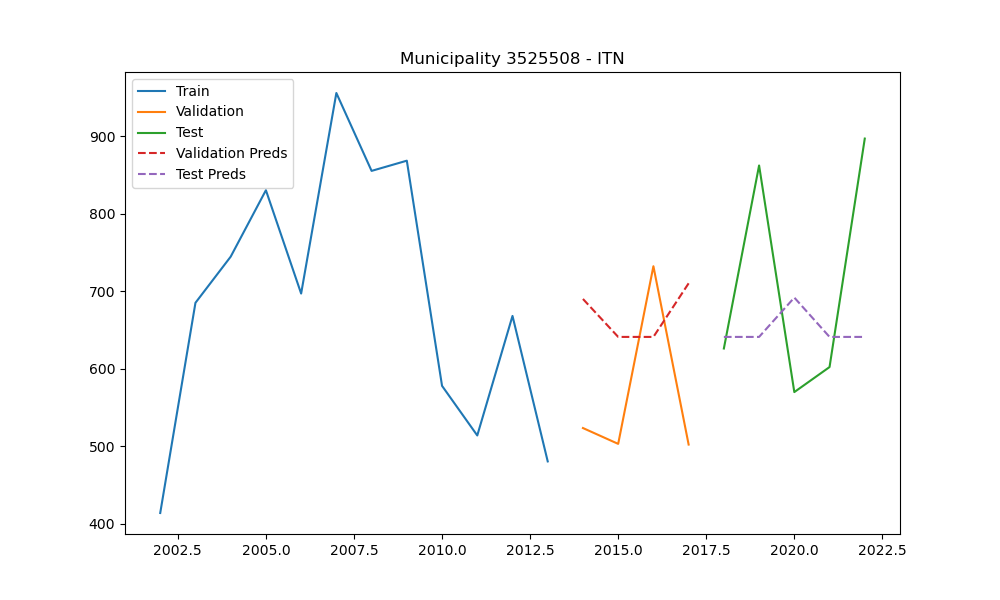 Municipality 3525508 - ITN
Train
Validation
Test
Validation Preds
Test Preds
900
800
700
600
500
400
2002.5 2005.0 2007.5 2010.0 2012.5 2015.0 2017.5 2020.0 2022.5